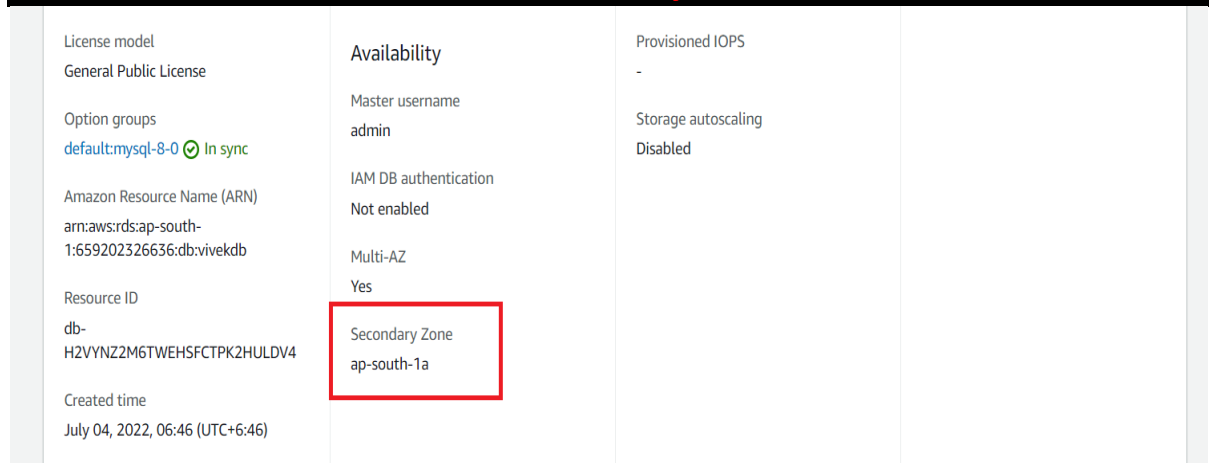 License model
General Public License
Option groups
default:mysql-8-0 In sync
Amazon Resource Name (ARN)
arn:aws:rds:ap-south-
1:659202326636:db:vivekdb
Resource ID
db-
H2VYNZ2M6TWEHSFCTPK2HULDV4
Created time
July 04, 2022, 06:46 (UTC+6:46)
Availability
Master username
admin
IAM DB authentication
Not enabled
Multi-AZ
Yes
Secondary Zone
ap-south-1a
Provisioned IOPS
-
Storage autoscaling
Disabled